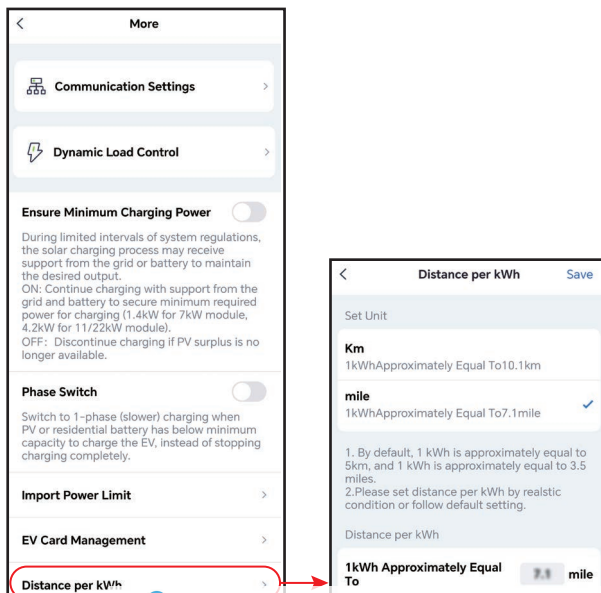 More
Communication Settings
Dynamic Load Control
Ensure Minimum Charging Power
During limited intervals of system regulations,
the solar charging process may receive
support from the grid or battery to maintain
the desired output.
ON: Continue charging with support from the
grid and battery to secure minimum required
power for charging (1.4kW for 7kW module,
4.2kW for 11/22kW module).
OFF: Discontinue charging if PV surplus is no
longer available.
Phase Switch
Switch to 1-phase (slower) charging when
PV or residential battery has below minimum
capacity to charge the EV, instead of stopping
charging completely.
Import Power Limit
EV Card Management
Distance per kWh
Distance per kWh Save
Set Unit
Km
1kWhApproximately Equal To10.1km
mile
1kWhApproximately Equal To7.1mile
1. By default, 1 kWh is approximately equal to
5km, and 1 kWh is approximately equal to 3.5
miles.
2.Please set distance per kWh by realstic
condition or follow default setting.
Distance per kWh
1kWh Approximately Equal
To 7.1 mile